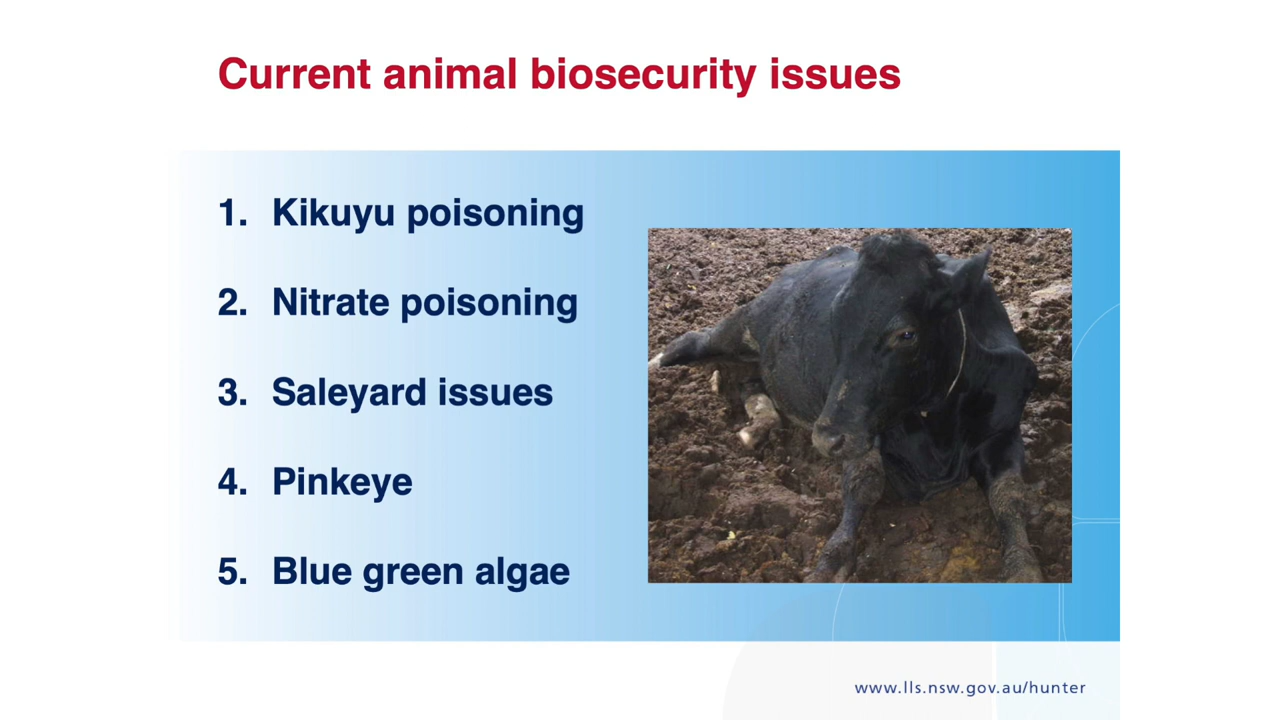 Current animal biosecurity issues
1. Kikuyu poisoning
2. Nitrate poisoning
3. Saleyard issues
4. Pinkeye
5. Blue green algae
www.lls.nsw.gov.au/hunter